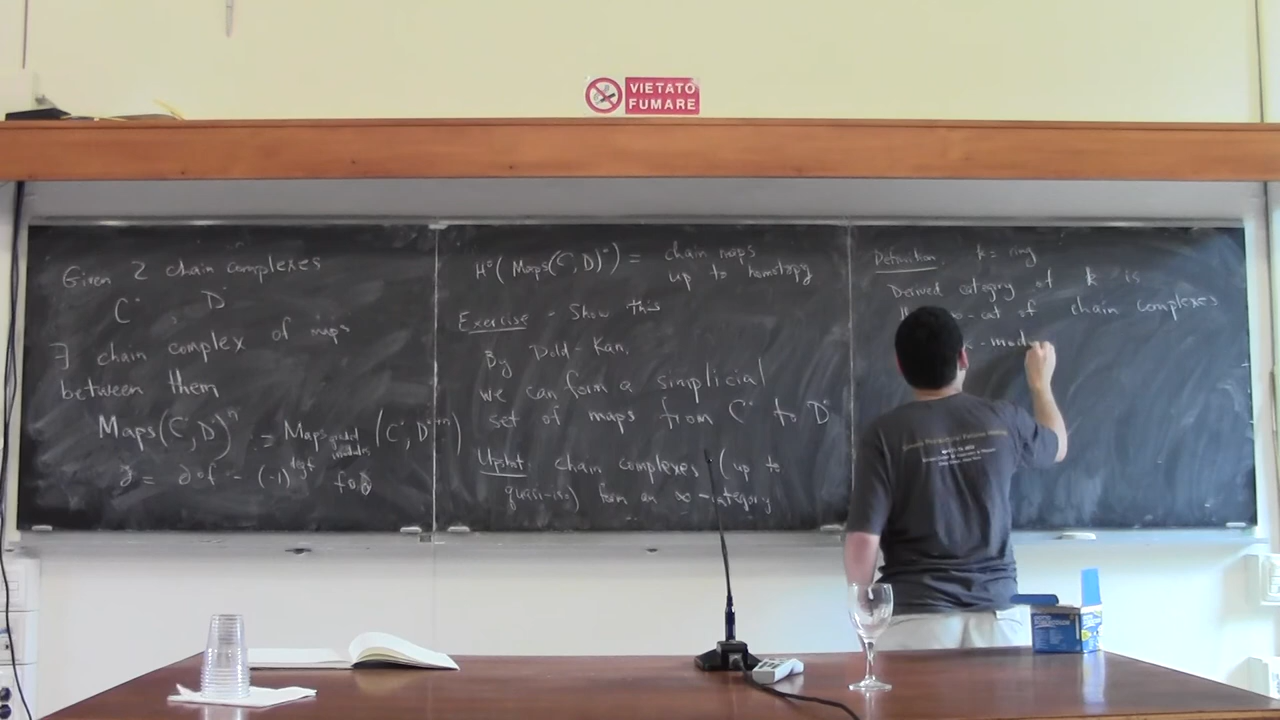 VIETATO
FUMARE
Given 2 chain complexes
C˙, D˙
∃ chain complex of maps
between them
Maps(C˙,D˙)ⁿ := Maps graded modules (C˙, D˙⁺ⁿ)
∂ = ∂∘f - (-1)^{deg f} f∘∂
H⁰(Maps(C˙,D˙)˙) = chain maps
up to homotopy
Exercise - Show this
By Dold-Kan,
we can form a simplicial
set of maps from C˙ to D˙
Upshot: chain complexes (up to
quasi-iso) form an ∞-category
Definition. k = ring
Derived category of k is
-cat of chain complexes
k-mod